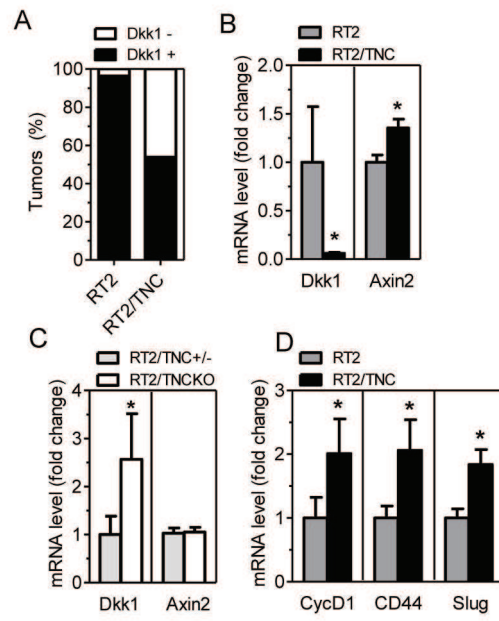 A
Dkk1 -
Dkk1 +
Tumors (%)
100
80
60
40
20
0
RT2
RT2/TNC
B
RT2
RT2/TNC
mRNA level (fold change)
2.0
1.5
1.0
0.5
0.0
*
*
Dkk1 Axin2
C
RT2/TNC+/-
RT2/TNCKO
mRNA level (fold change)
4
3
2
1
0
*
Dkk1 Axin2
D
RT2
RT2/TNC
mRNA level (fold change)
3
2
1
0
* * *
CycD1 CD44 Slug